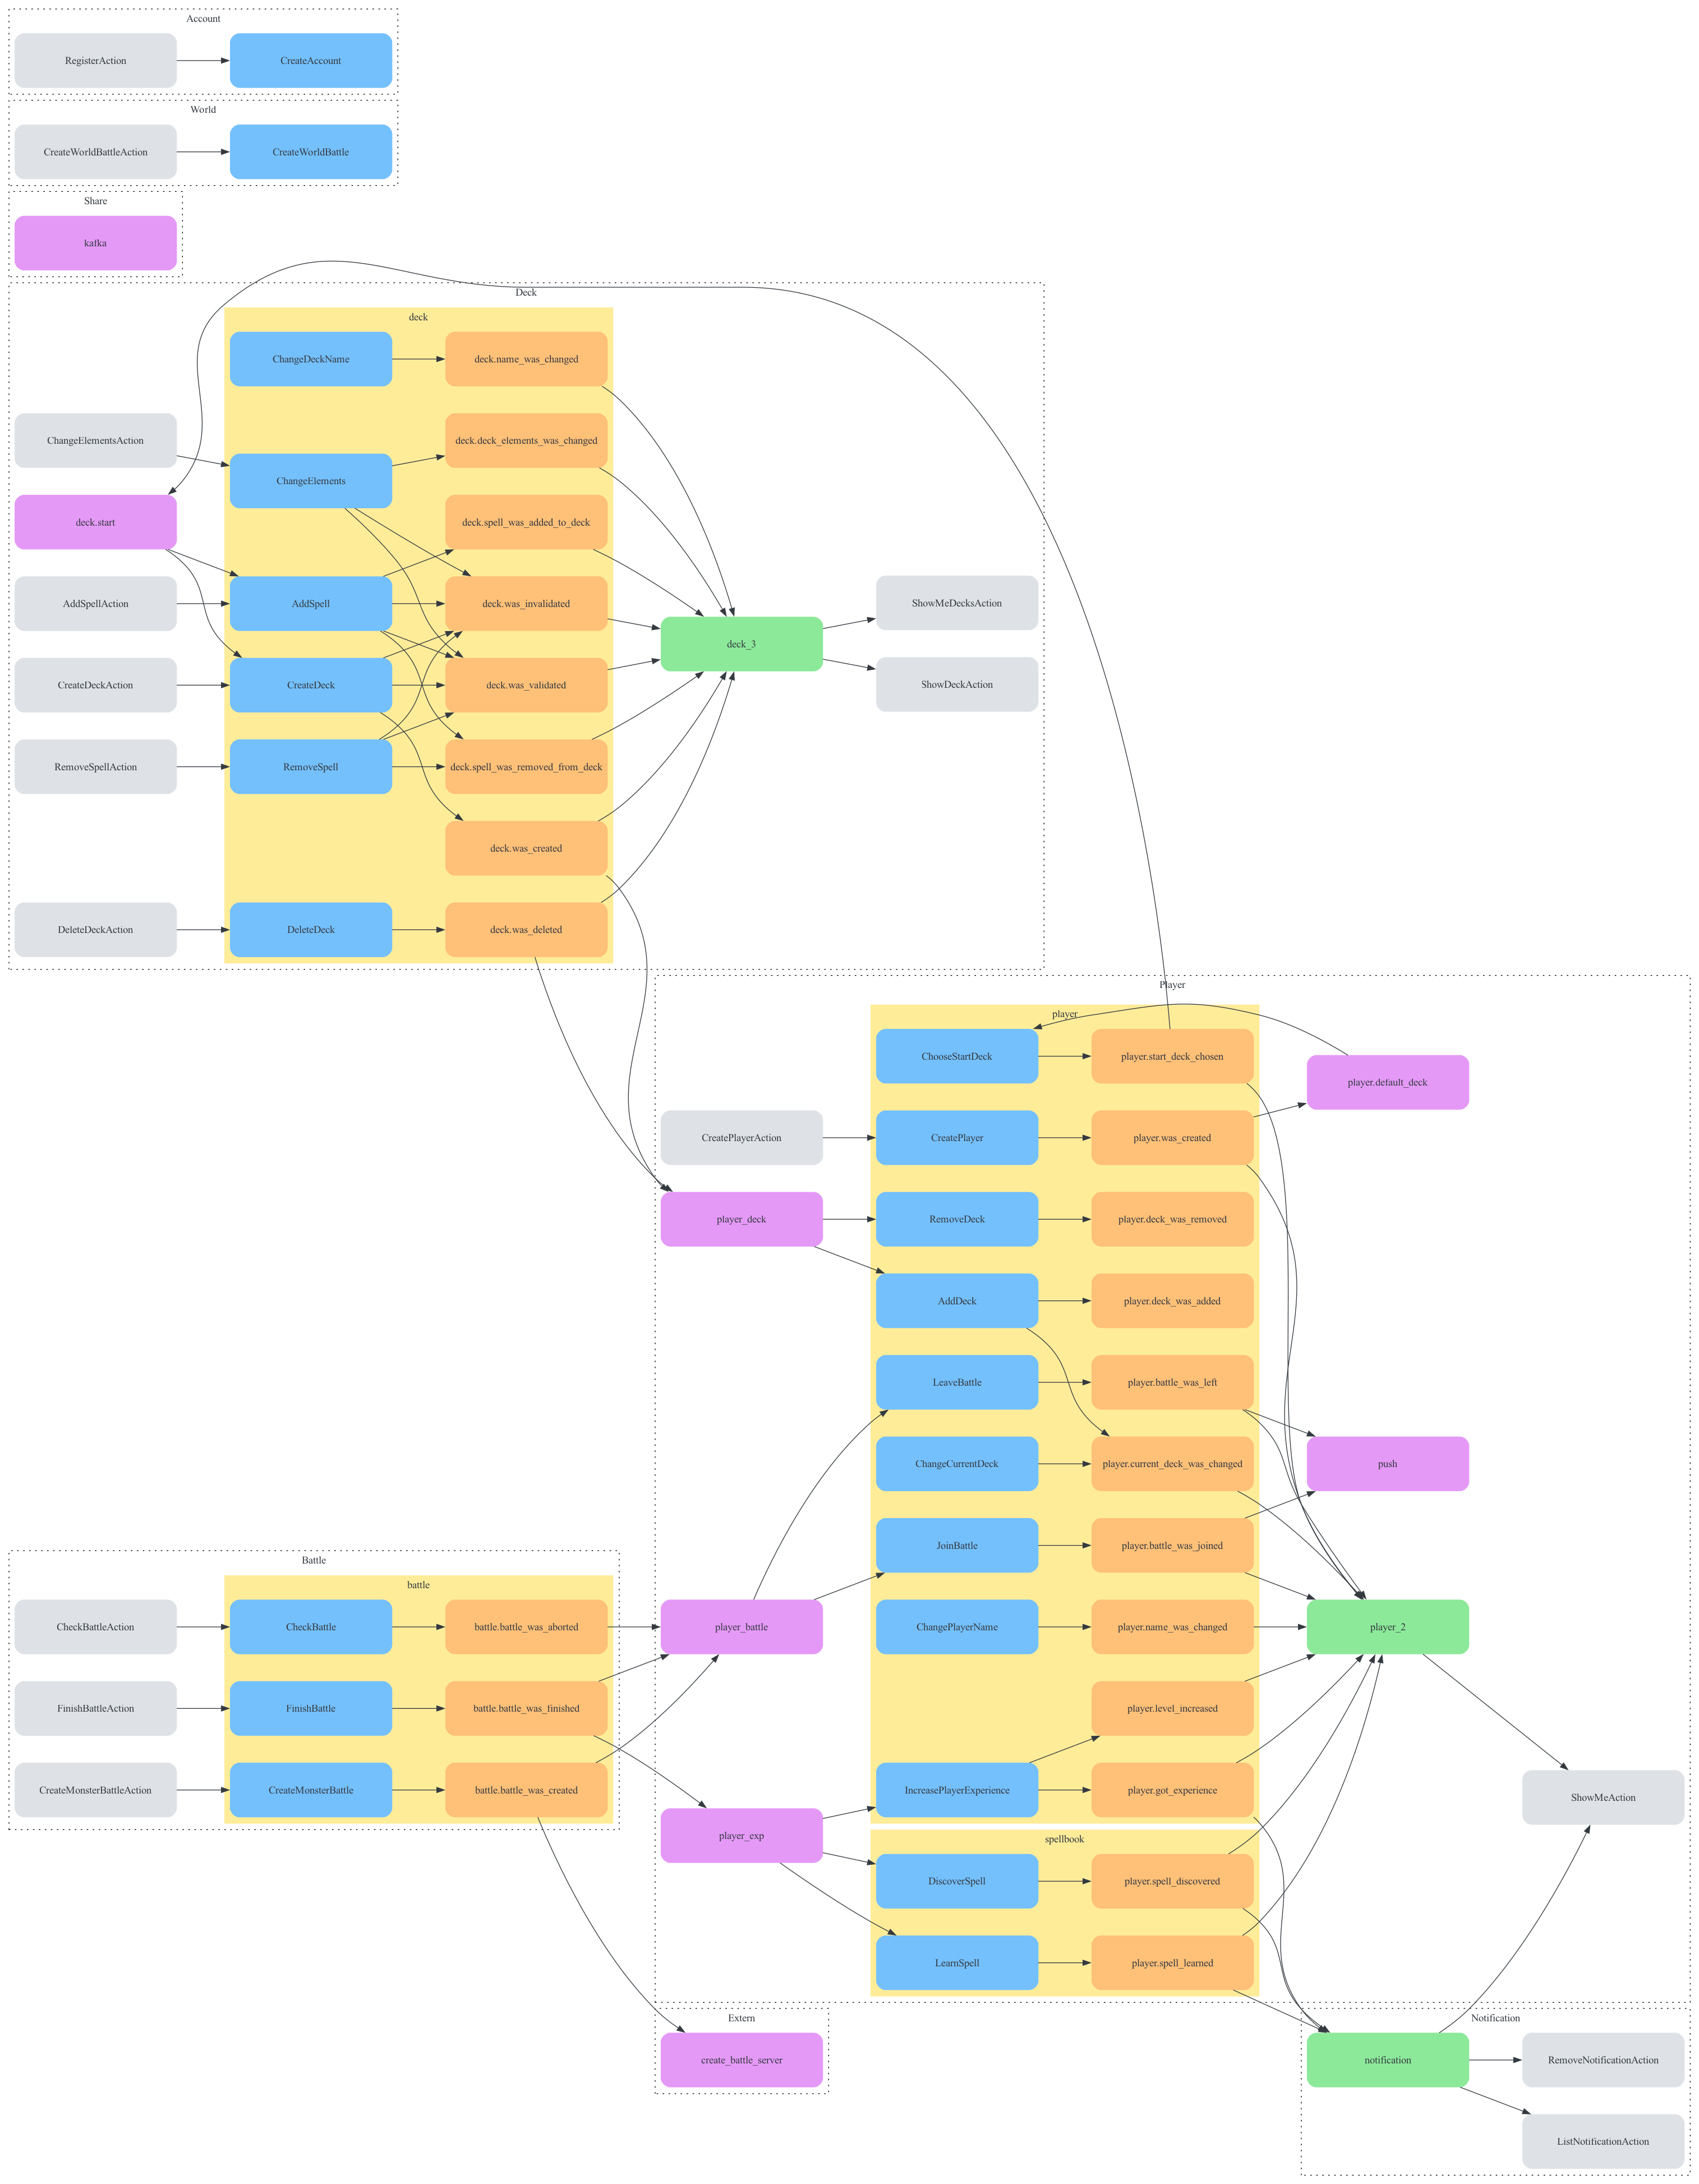 Account
RegisterAction
CreateAccount
World
CreateWorldBattleAction
CreateWorldBattle
Share
kafka
Deck
deck
ChangeDeckName
deck.name_was_changed
ChangeElementsAction
deck.deck_elements_was_changed
ChangeElements
deck.start
deck.spell_was_added_to_deck
AddSpellAction
AddSpell
deck.was_invalidated
ShowMeDecksAction
deck_3
CreateDeckAction
CreateDeck
deck.was_validated
ShowDeckAction
RemoveSpellAction
RemoveSpell
deck.spell_was_removed_from_deck
deck.was_created
DeleteDeckAction
DeleteDeck
deck.was_deleted
Player
player
ChooseStartDeck
player.start_deck_chosen
player.default_deck
CreatePlayerAction
CreatePlayer
player.was_created
player_deck
RemoveDeck
player.deck_was_removed
AddDeck
player.deck_was_added
LeaveBattle
player.battle_was_left
ChangeCurrentDeck
player.current_deck_was_changed
push
JoinBattle
player.battle_was_joined
Battle
battle
CheckBattleAction
CheckBattle
battle.battle_was_aborted
player_battle
ChangePlayerName
player.name_was_changed
player_2
FinishBattleAction
FinishBattle
battle.battle_was_finished
player.level_increased
CreateMonsterBattleAction
CreateMonsterBattle
battle.battle_was_created
IncreasePlayerExperience
player.got_experience
ShowMeAction
player_exp
spellbook
DiscoverSpell
player.spell_discovered
LearnSpell
player.spell_learned
Extern
create_battle_server
Notification
notification
RemoveNotificationAction
ListNotificationAction